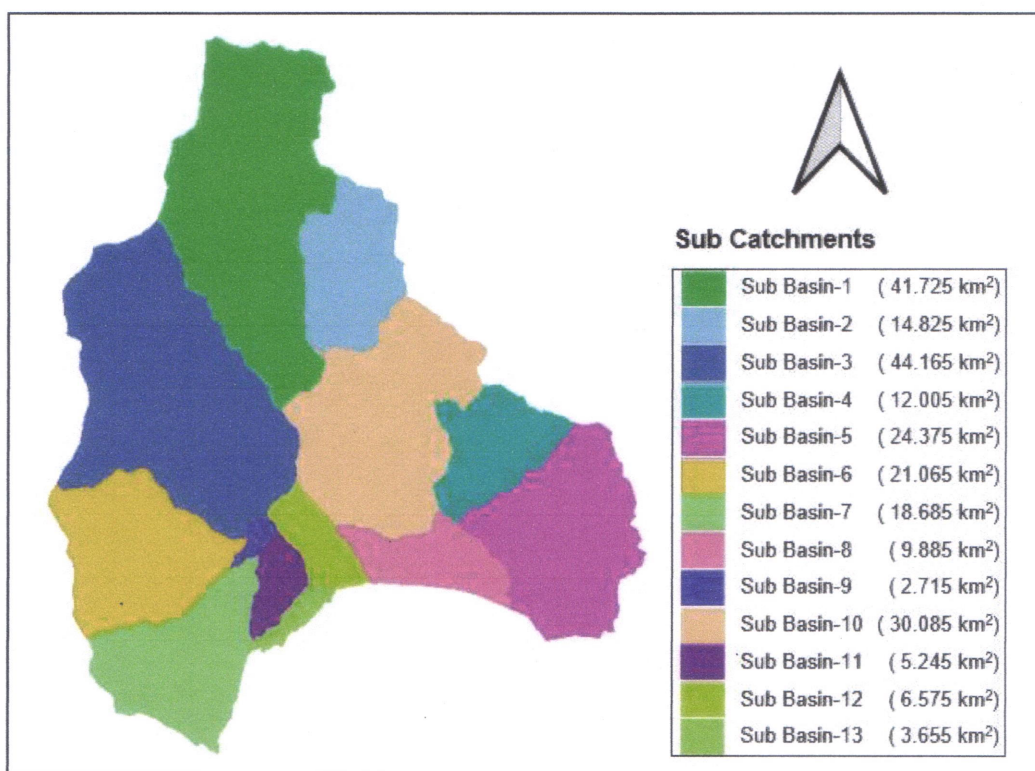 Sub Catchments
Sub Basin-1 ( 41.725 km²)
Sub Basin-2 ( 14.825 km²)
Sub Basin-3 ( 44.165 km²)
Sub Basin-4 ( 12.005 km²)
Sub Basin-5 ( 24.375 km²)
Sub Basin-6 ( 21.065 km²)
Sub Basin-7 ( 18.685 km²)
Sub Basin-8 ( 9.885 km²)
Sub Basin-9 ( 2.715 km²)
Sub Basin-10 ( 30.085 km²)
Sub Basin-11 ( 5.245 km²)
Sub Basin-12 ( 6.575 km²)
Sub Basin-13 ( 3.655 km²)